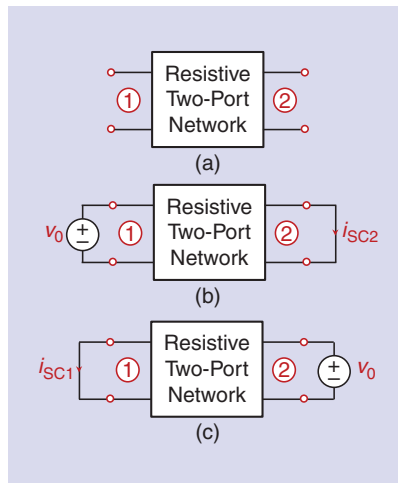 ① Resistive Two-Port Network ②
(a)
v0 + − ① Resistive Two-Port Network ② iSC2
(b)
iSC1 ① Resistive Two-Port Network ② + − v0
(c)